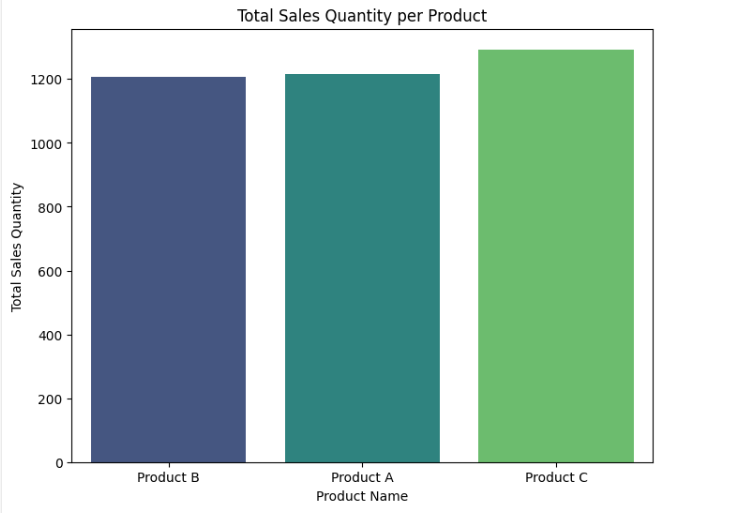 Total Sales Quantity per Product
Total Sales Quantity
1200
1000
800
600
400
200
0
Product B
Product A
Product C
Product Name